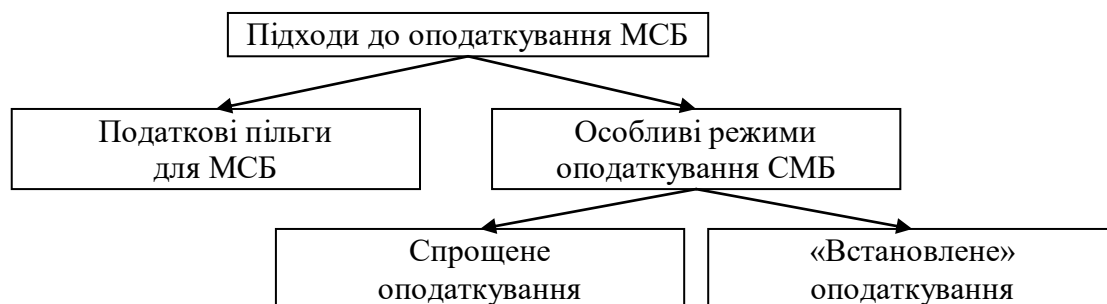 Підходи до оподаткування МСБ
Податкові пільги
для МСБ
Особливі режими
оподаткування СМБ
Спрощене
оподаткування
«Встановлене»
оподаткування